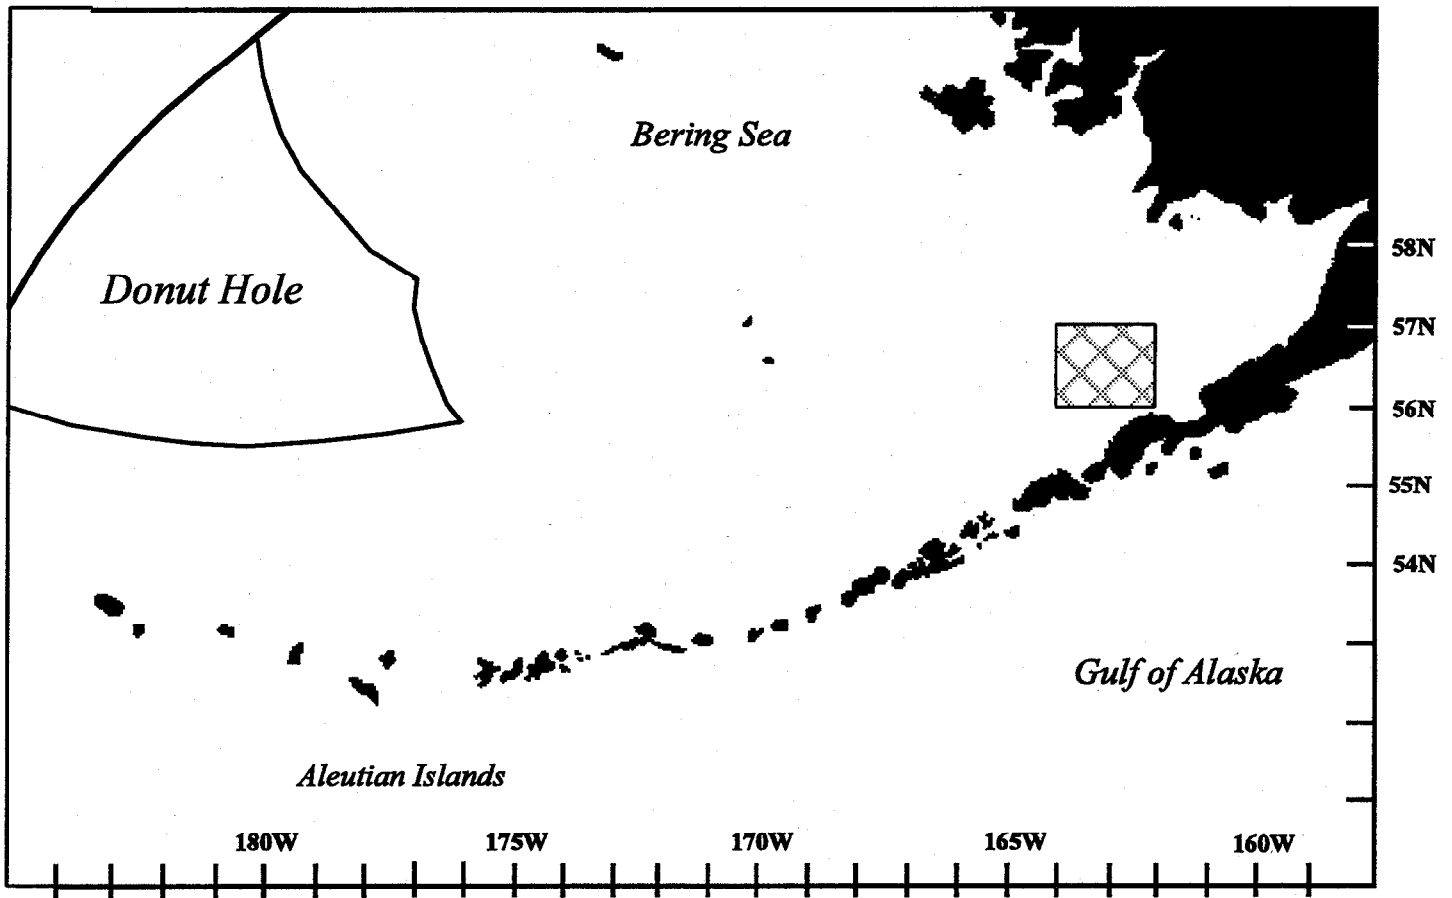 Bering Sea
Donut Hole
58N
57N
56N
55N
54N
Gulf of Alaska
Aleutian Islands
180W 175W 170W 165W 160W